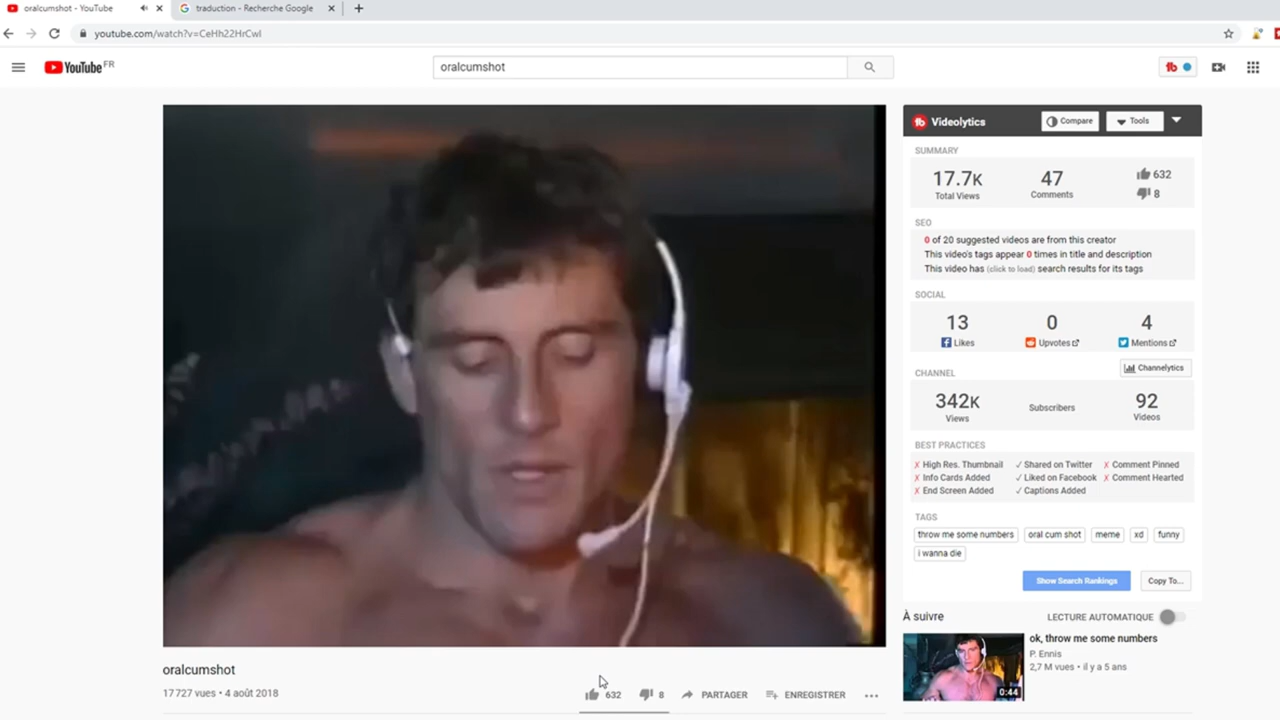 oralcumshot - YouTube
traduction - Recherche Google
youtube.com/watch?v=CeHh22HrCwI
YouTube FR
oralcumshot
Videolytics
Compare
Tools
SUMMARY
17.7K
47
632
Total Views
Comments
8
SEO
0 of 20 suggested videos are from this creator
This video's tags appear 0 times in title and description
This video has (click to load) search results for its tags
SOCIAL
13
0
4
Likes
Upvotes
Mentions
CHANNEL
Channelytics
342K
Subscribers
92
Views
Videos
BEST PRACTICES
✗ High Res. Thumbnail
✓ Shared on Twitter
✗ Comment Pinned
✗ Info Cards Added
✓ Liked on Facebook
✗ Comment Hearted
✗ End Screen Added
✓ Captions Added
TAGS
throw me some numbers
oral cum shot
meme
xd
funny
i wanna die
Show Search Rankings
Copy To...
À suivre
LECTURE AUTOMATIQUE
ok, throw me some numbers
P. Ennis
2,7 M vues • il y a 5 ans
0:44
oralcumshot
17 727 vues • 4 août 2018
632
8
PARTAGER
ENREGISTRER